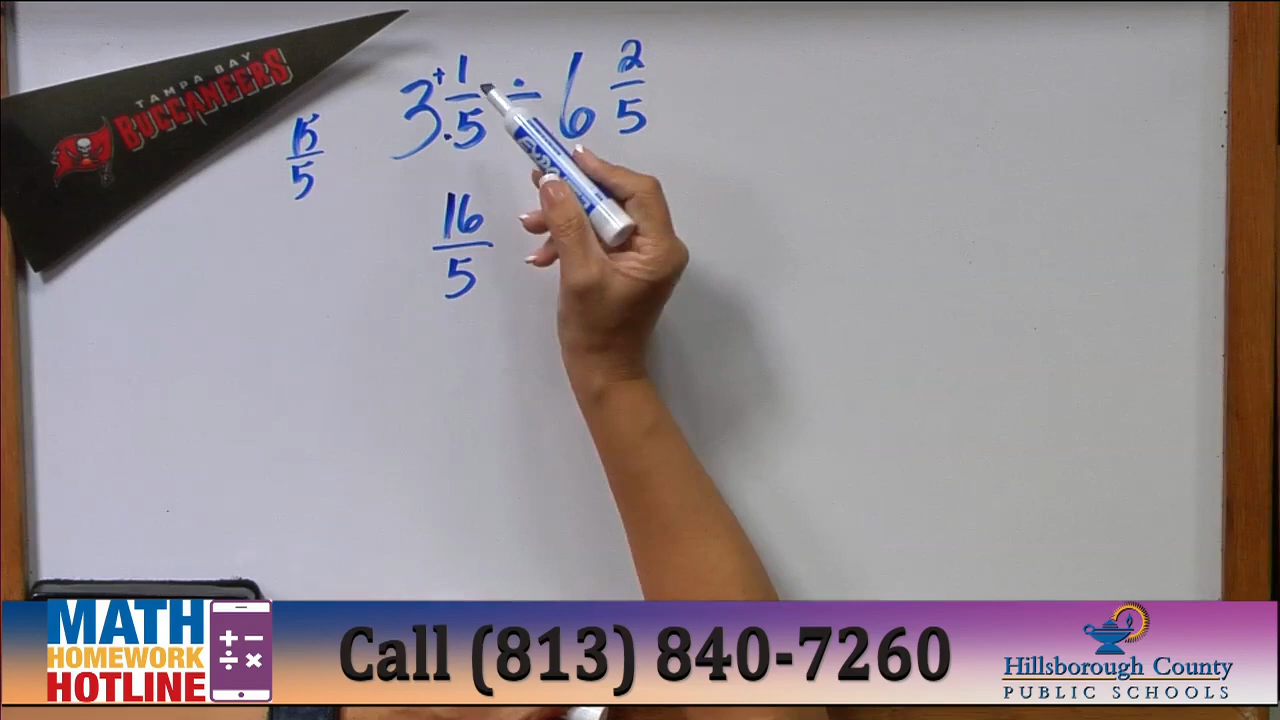 TAMPA BAY
BUCCANEERS
3 + 1/5 ÷ 6 2/5
15/5
16/5
EXPO
MATH
HOMEWORK
HOTLINE
+ −
÷ ×
Call (813) 840-7260
Hillsborough County
PUBLIC SCHOOLS